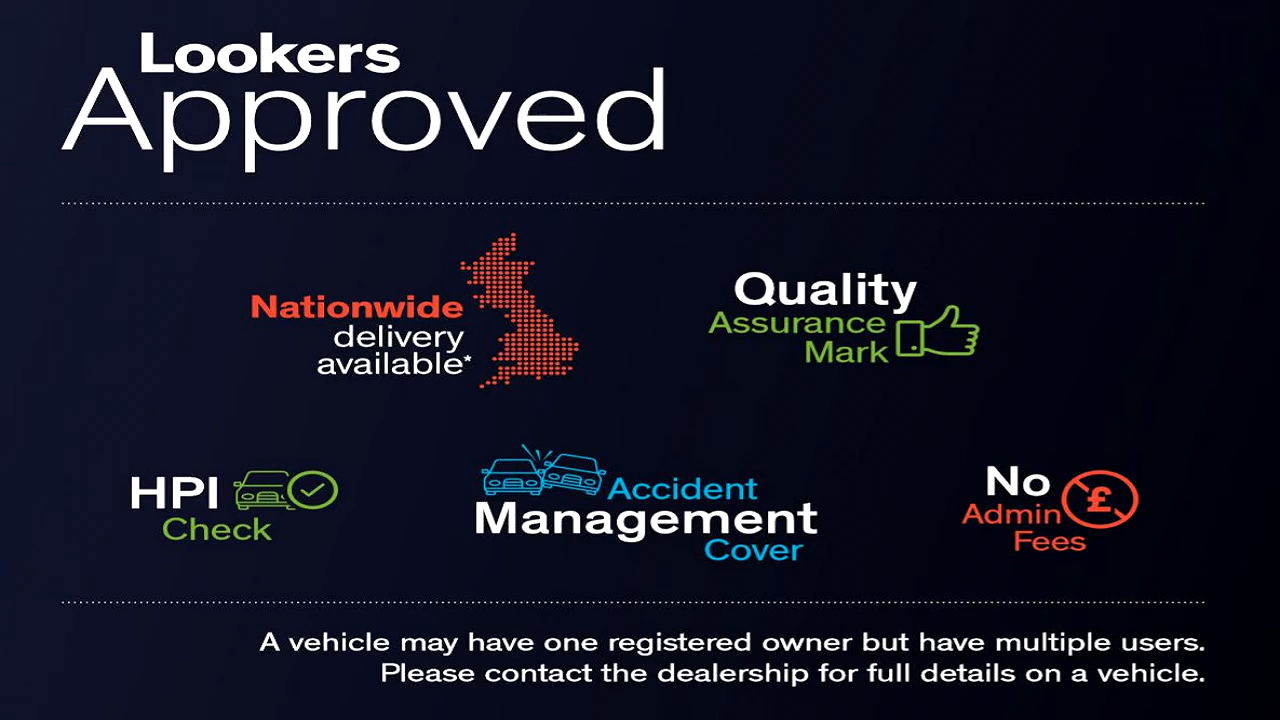 Lookers
Approved
Nationwide
delivery
available*
Quality
Assurance
Mark
HPI
Check
Accident
Management
Cover
No
Admin
Fees
£
A vehicle may have one registered owner but have multiple users.
Please contact the dealership for full details on a vehicle.